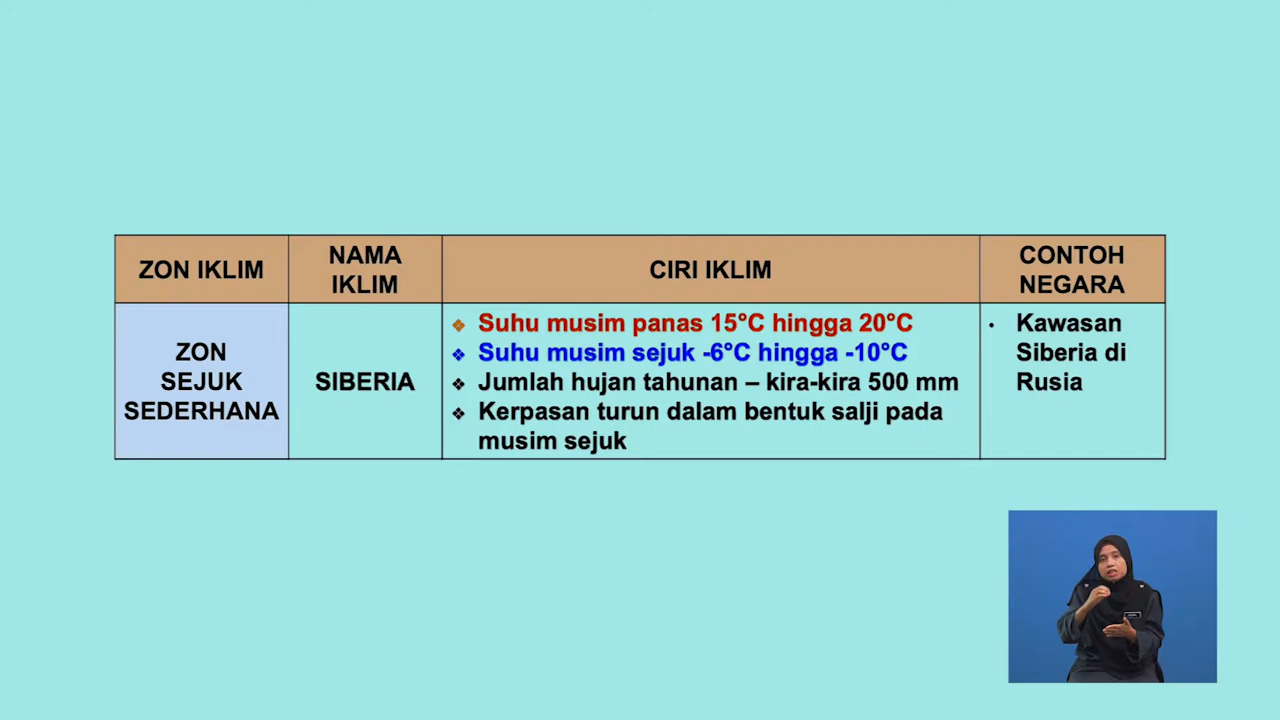 ZON IKLIM
NAMA
IKLIM
CIRI IKLIM
CONTOH
NEGARA
ZON
SEJUK
SEDERHANA
SIBERIA
❖ Suhu musim panas 15°C hingga 20°C
❖ Suhu musim sejuk -6°C hingga -10°C
❖ Jumlah hujan tahunan – kira-kira 500 mm
❖ Kerpasan turun dalam bentuk salji pada
musim sejuk
• Kawasan
Siberia di
Rusia